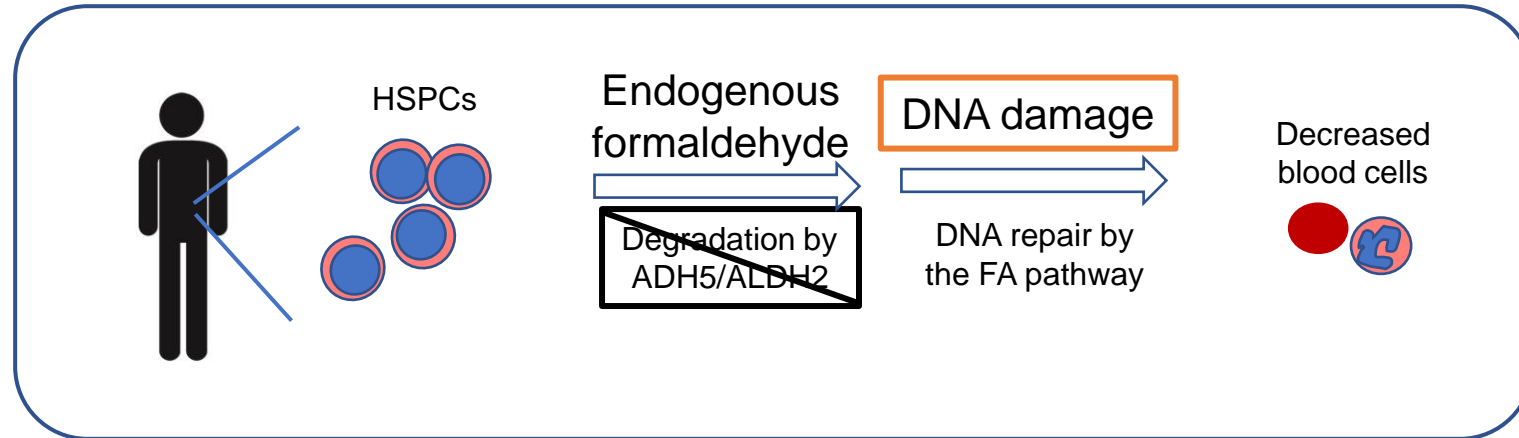 HSPCs
Endogenous
formaldehyde
Degradation by
ADH5/ALDH2
DNA damage
DNA repair by
the FA pathway
Decreased
blood cells